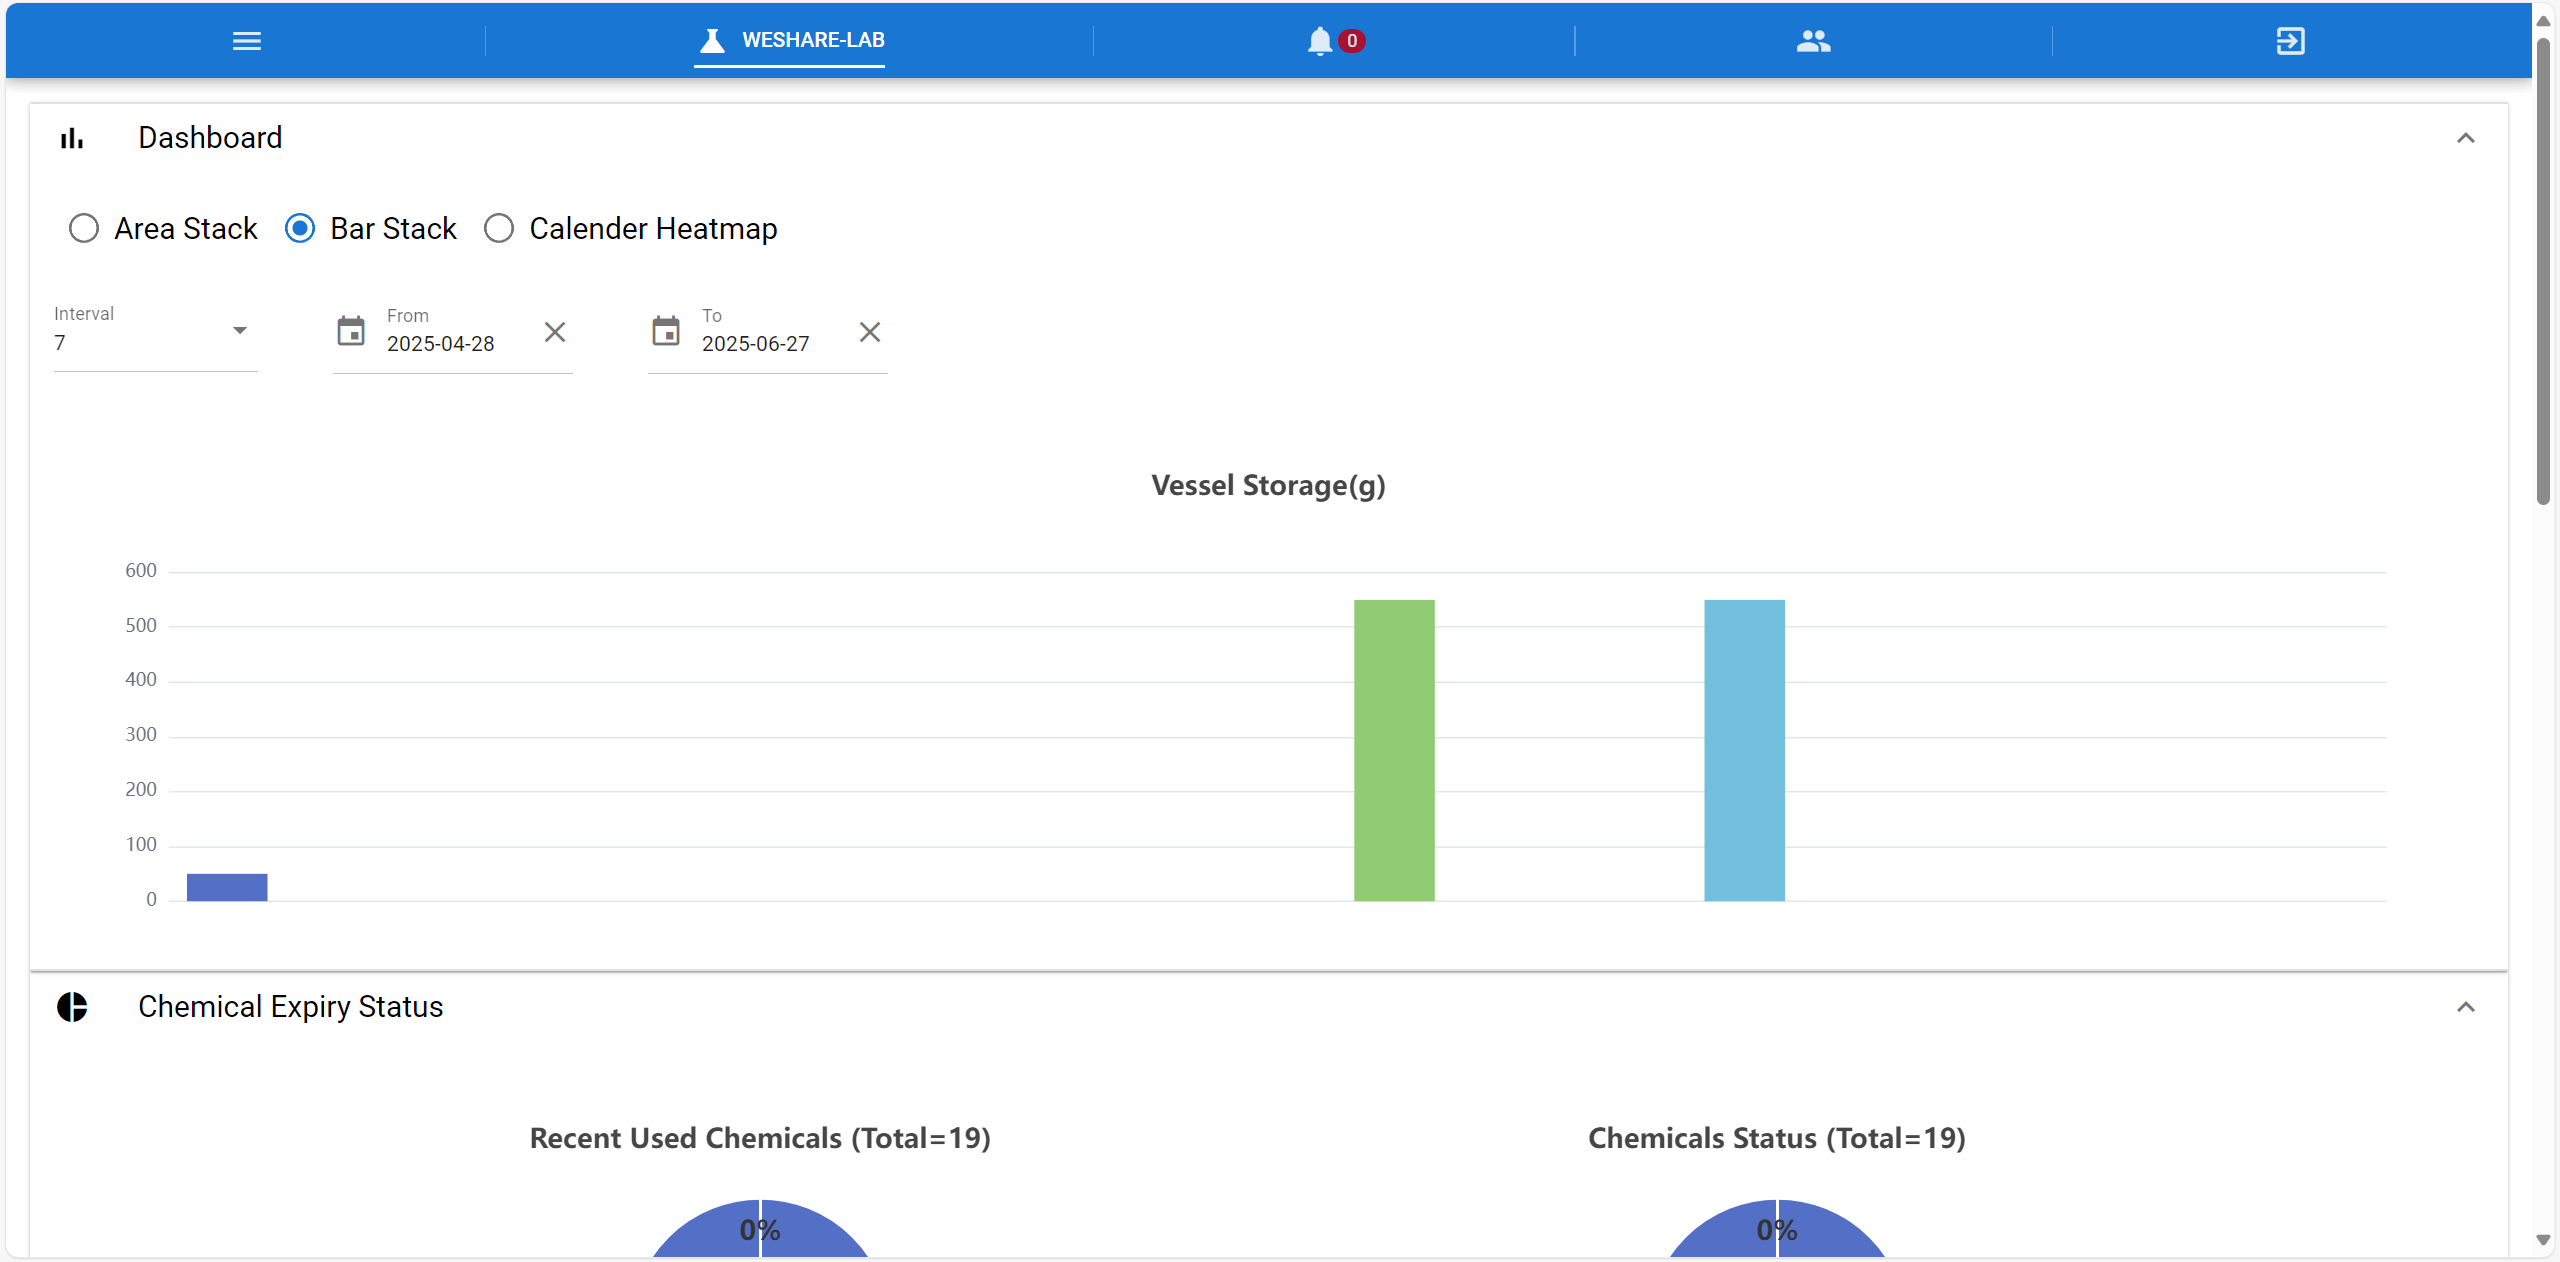 WESHARE-LAB
0
Dashboard
Area Stack
Bar Stack
Calender Heatmap
Interval
7
From
2025-04-28
To
2025-06-27
Vessel Storage(g)
600
500
400
300
200
100
0
Chemical Expiry Status
Recent Used Chemicals (Total=19)
Chemicals Status (Total=19)
0%
0%